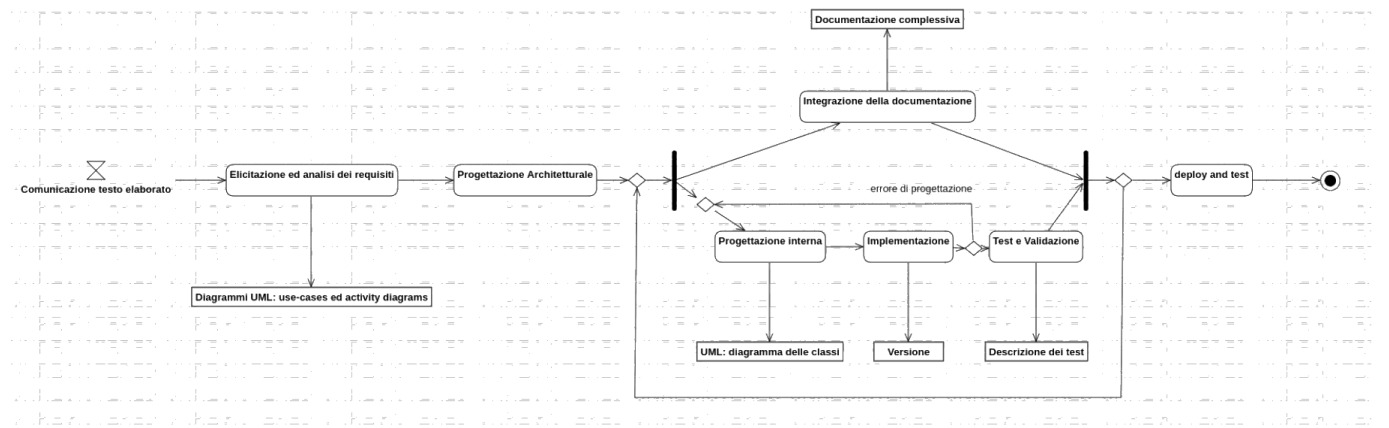 Documentazione complessiva
Integrazione della documentazione
Comunicazione testo elaborato
Elicitazione ed analisi dei requisiti
Progettazione Architetturale
deploy and test
errore di progettazione
Progettazione interna
Implementazione
Test e Validazione
Diagrammi UML: use-cases ed activity diagrams
UML: diagramma delle classi
Versione
Descrizione dei test